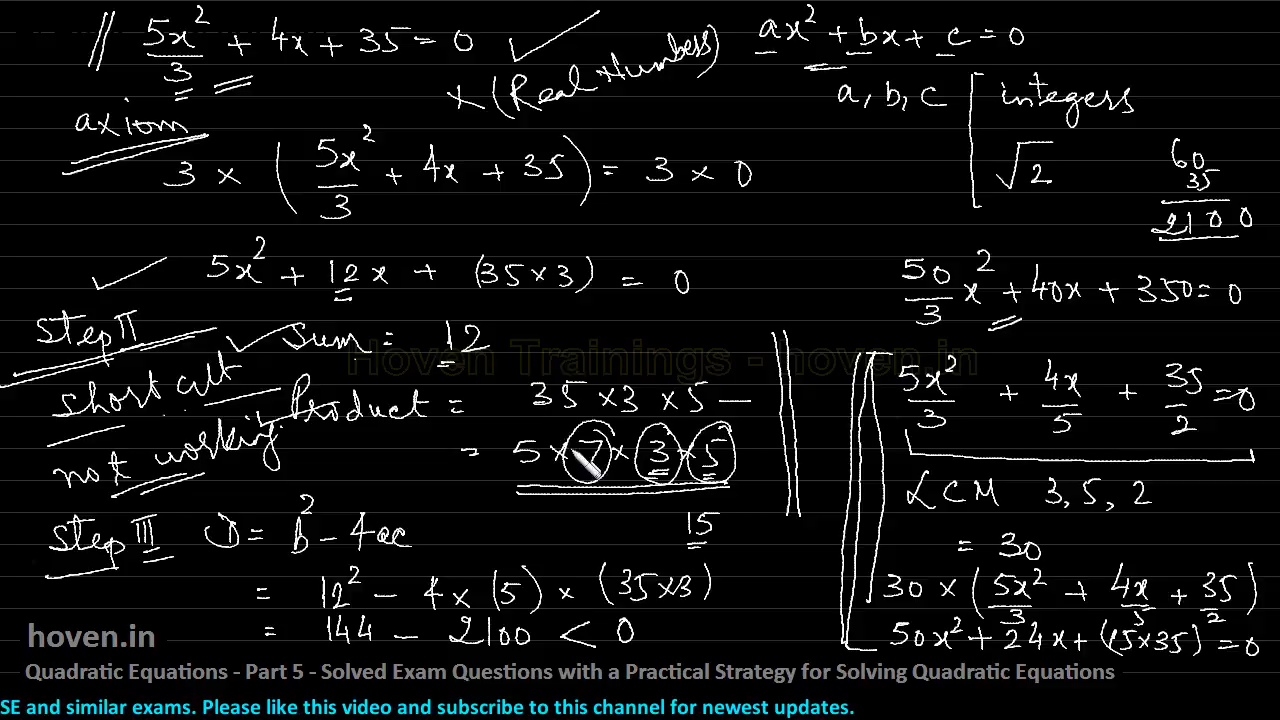 // 5x²/3 + 4x + 35 = 0 ✓
× (Real Numbers)
axiom
3 × (5x²/3 + 4x + 35) = 3 × 0
✓ 5x² + 12x + (35×3) = 0
Step II
✓ Sum = 12
short cut
not working
Product = 35 × 3 × 5 —
= 5 × 7 × 3 × 5
15
Step III D = b² - 4ac
= 12² - 4 × (5) × (35×3)
= 144 - 2100 < 0
ax² + bx + c = 0
a, b, c [ integers
√2
60
35
2100
0
50/3 x² + 40x + 350 = 0
5x²/3 + 4x/5 + 35/2 = 0
LCM 3, 5, 2
= 30
30 × (5x²/3 + 4x/5 + 35/2)
50x² + 24x + (15×35) = 0
Hoven Trainings - hoven.in
hoven.in
Quadratic Equations - Part 5 - Solved Exam Questions with a Practical Strategy for Solving Quadratic Equations
SE and similar exams. Please like this video and subscribe to this channel for newest updates.